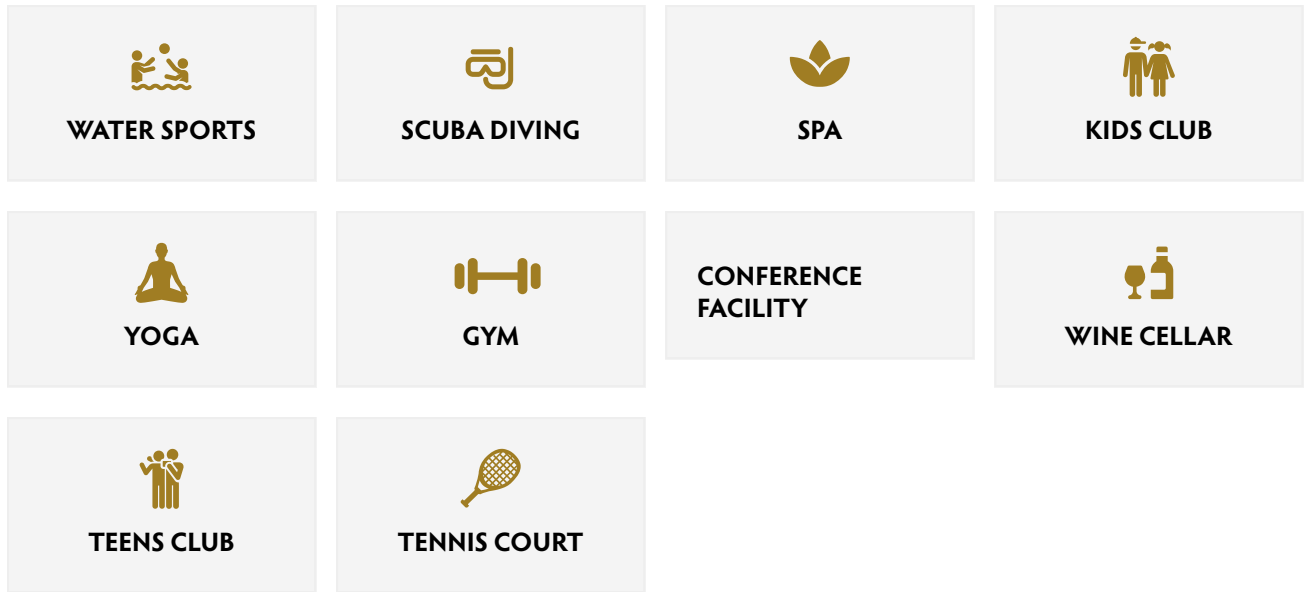 WATER SPORTS
SCUBA DIVING
SPA
KIDS CLUB
YOGA
GYM
CONFERENCE
FACILITY
WINE CELLAR
TEENS CLUB
TENNIS COURT